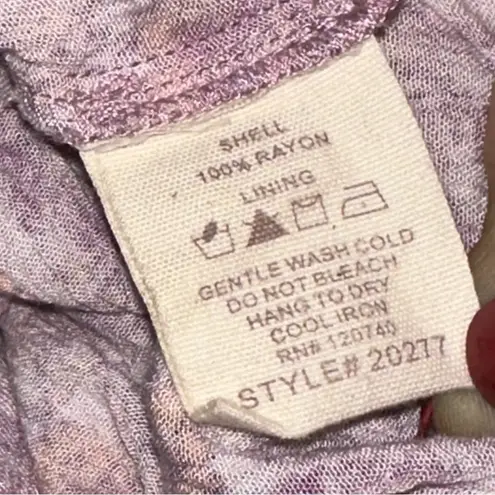 SHELL
100% RAYON
LINING
GENTLE WASH COLD
DO NOT BLEACH
HANG TO DRY
COOL IRON
RN# 120740
STYLE# 20277